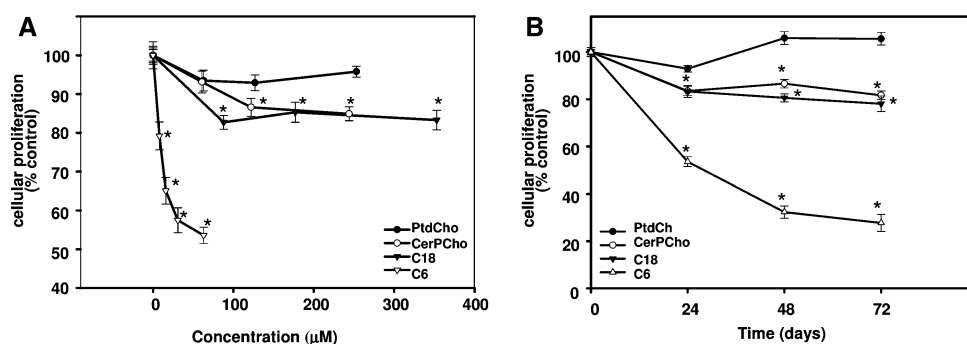 A
cellular proliferation
(% control)
100
90
80
70
60
50
40
0
100
200
300
400
Concentration (µM)
PtdCho
CerPCho
C18
C6
*
*
*
*
*
*
*
*
*
B
cellular proliferation
(% control)
100
80
60
40
20
0
0
24
48
72
Time (days)
PtdCh
CerPCho
C18
C6
*
*
*
*
*
*
*
*